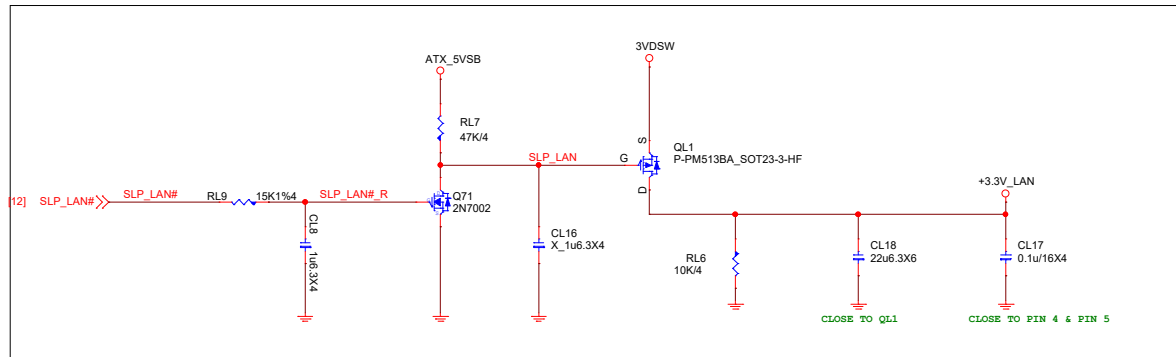 ATX_5VSB
3VDSW
RL7
47K/4
SLP_LAN
G
S
D
QL1
P-PM513BA_SOT23-3-HF
+3.3V_LAN
[12]
SLP_LAN#
SLP_LAN#
RL9
15K1%4
SLP_LAN#_R
Q71
2N7002
CL8
1u6.3X4
CL16
X_1u6.3X4
RL6
10K/4
CL18
22u6.3X6
CL17
0.1u/16X4
CLOSE TO QL1
CLOSE TO PIN 4 & PIN 5